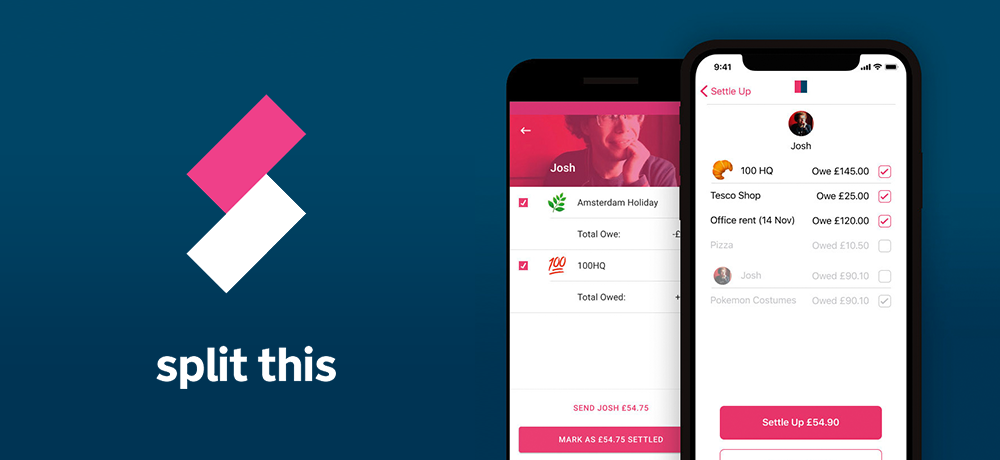 split this
Josh
Amsterdam Holiday
Total Owe: -£
100
100HQ
Total Owed: +
SEND JOSH £54.75
MARK AS £54.75 SETTLED
9:41
Settle Up
Josh
100 HQ Owe £145.00
Tesco Shop Owe £25.00
Office rent (14 Nov) Owe £120.00
Pizza Owed £10.50
Josh Owed £90.10
Pokemon Costumes Owed £90.10
Settle Up £54.90